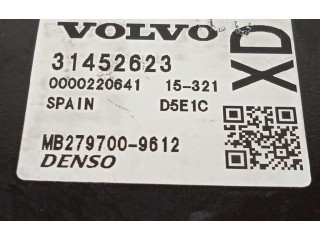 VOLVO
XD
31452623
0000220641 15-321
SPAIN D5E1C
MB279700-9612
DENSO